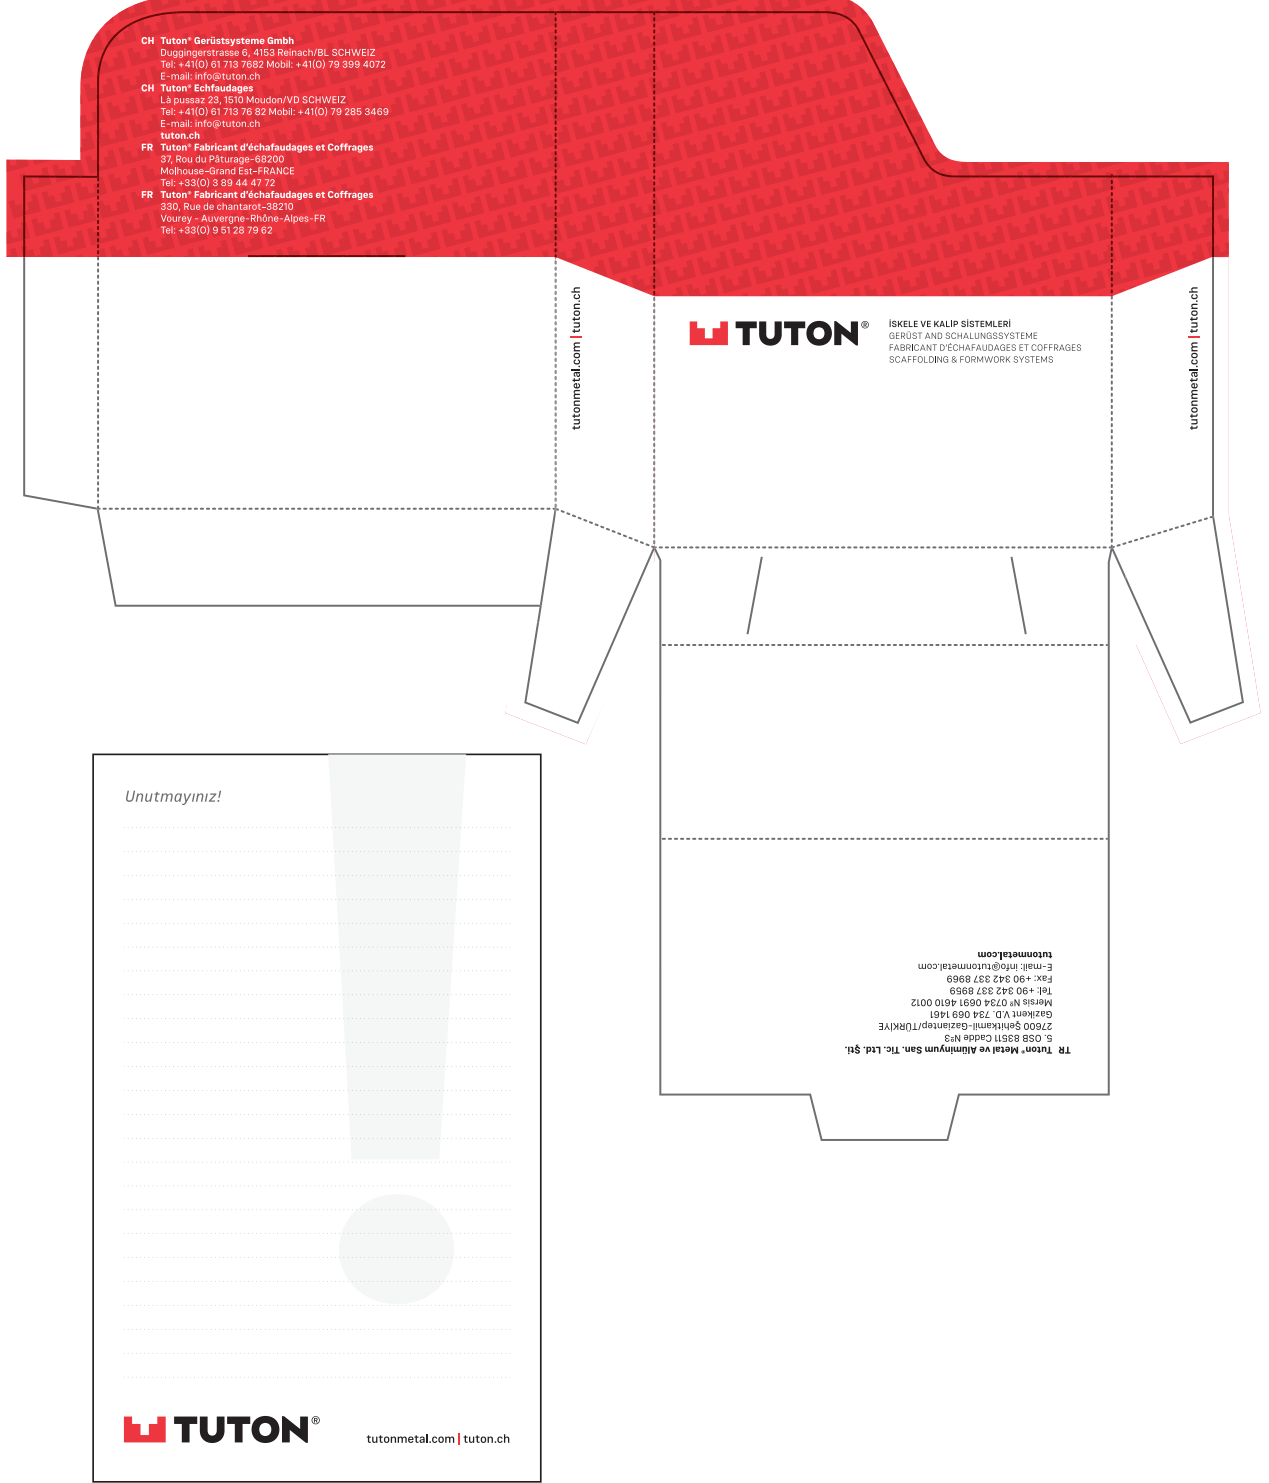 CH Tuton® Gerüstsysteme Gmbh
Duggingerstrasse 6, 4153 Reinach/BL SCHWEIZ
Tel: +41(0) 61 713 7682 Mobil: +41(0) 79 399 4072
E-mail: info@tuton.ch
CH Tuton® Echfaudages
Là pussaz 23, 1510 Moudon/VD SCHWEIZ
Tel: +41(0) 61 713 76 82 Mobil: +41(0) 79 285 3469
E-mail: info@tuton.ch
tuton.ch
FR Tuton® Fabricant d'échafaudages et Coffrages
37, Rou du Pâturage-68200
Molhouse-Grand Est-FRANCE
Tel: +33(0) 3 89 44 47 72
FR Tuton® Fabricant d'échafaudages et Coffrages
330, Rue de chantarot-38210
Vourey - Auvergne-Rhône-Alpes-FR
Tel: +33(0) 9 51 28 79 62
tutonmetal.com | tuton.ch
TUTON®
İSKELE VE KALIP SİSTEMLERİ
GERÜST AND SCHALUNGSSYSTEME
FABRICANT D'ÉCHAFAUDAGES ET COFFRAGES
SCAFFOLDING & FORMWORK SYSTEMS
tutonmetal.com | tuton.ch
TR Tuton® Metal ve Alüminyum San. Tic. Ltd. Şti.
5. OSB 83511 Cadde Nº3
27600 Şehitkamil-Gaziantep/TÜRKİYE
Gazikent V.D. 734 069 1461
Mersis Nº 0734 0691 4610 0012
Tel: +90 342 337 8959
Fax: +90 342 337 8969
E-mail: info@tutonmetal.com
tutonmetal.com
Unutmayınız!
TUTON®
tutonmetal.com | tuton.ch